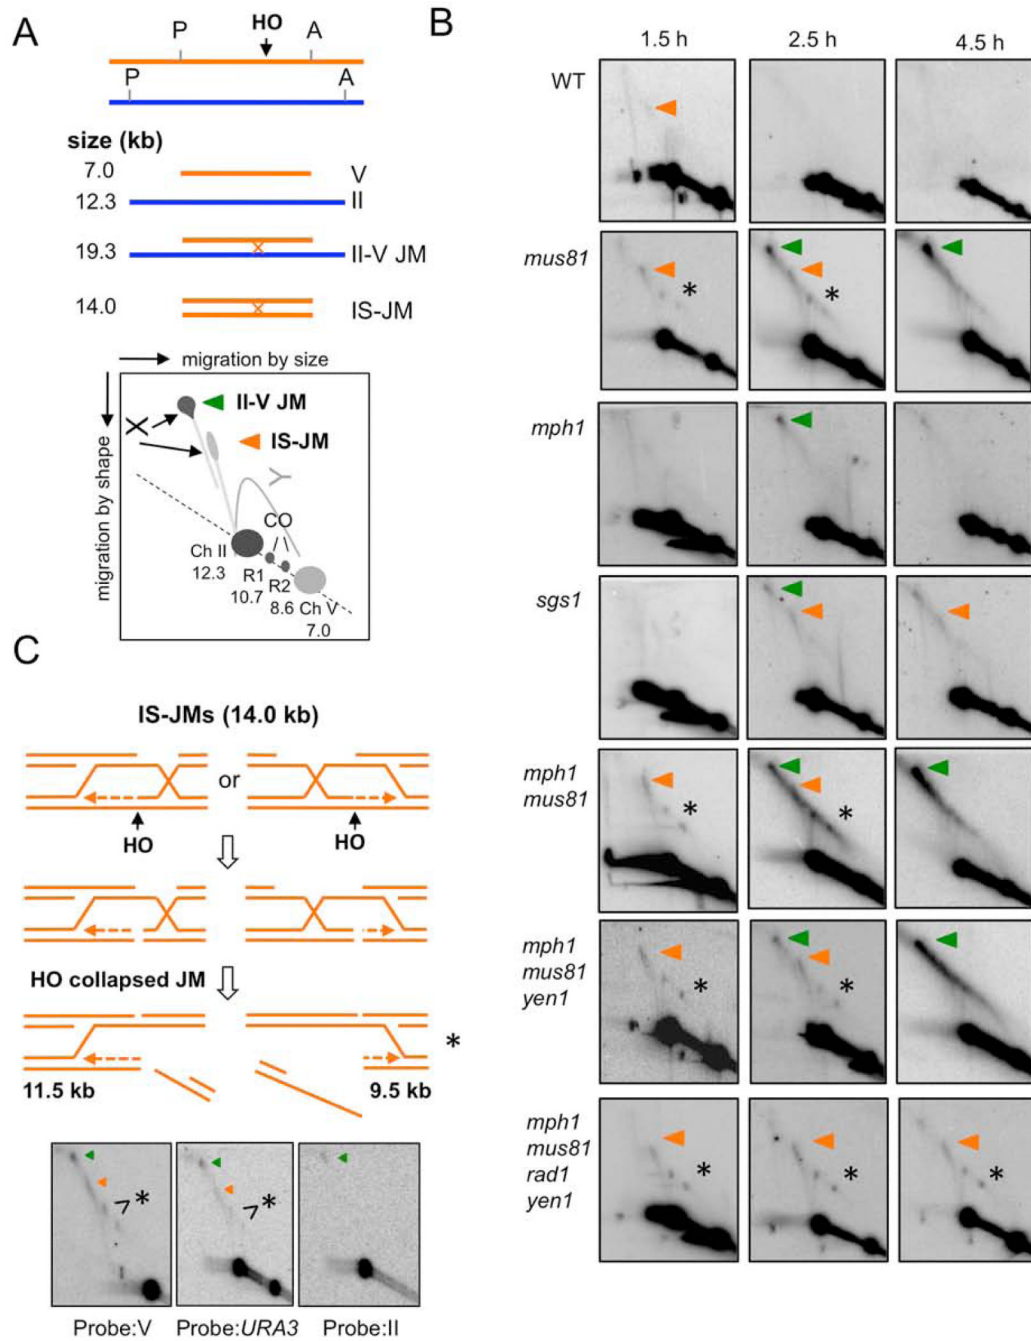 A
P
HO
A
P
A
size (kb)
7.0
V
12.3
II
19.3
II-V JM
14.0
IS-JM
migration by size
migration by shape
X
II-V JM
IS-JM
Y
CO
Ch II
12.3
R1
10.7
R2
8.6
Ch V
7.0
C
IS-JMs (14.0 kb)
or
HO
HO
HO collapsed JM
*
11.5 kb
9.5 kb
*
*
Probe:V
Probe:URA3
Probe:II
B
1.5 h
2.5 h
4.5 h
WT
mus81
*
*
mph1
sgs1
mph1
mus81
*
*
mph1
mus81
yen1
*
*
mph1
mus81
rad1
yen1
*
*
*